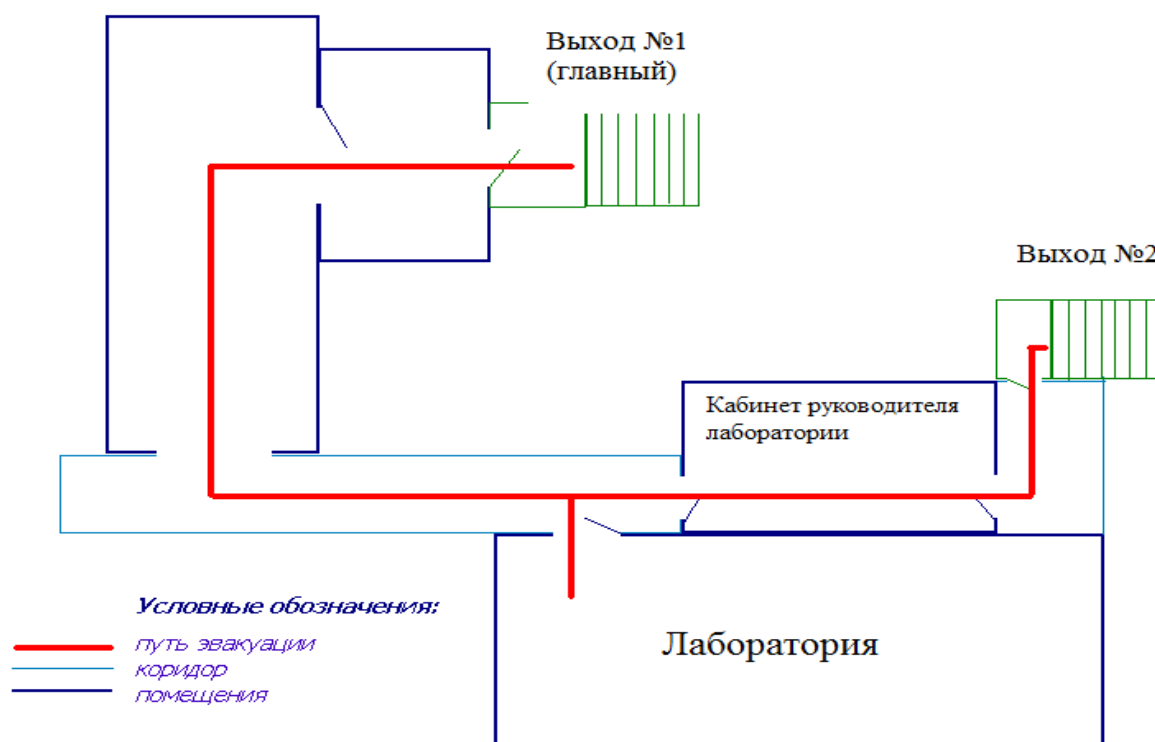 Выход №1
(главный)
Выход №2
Кабинет руководителя
лаборатории
Лаборатория
Условные обозначения:
путь эвакуации
коридор
помещения